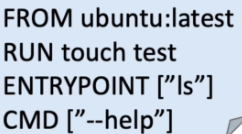 FROM ubuntu:latest
RUN touch test
ENTRYPOINT ["ls"]
CMD ["--help"]